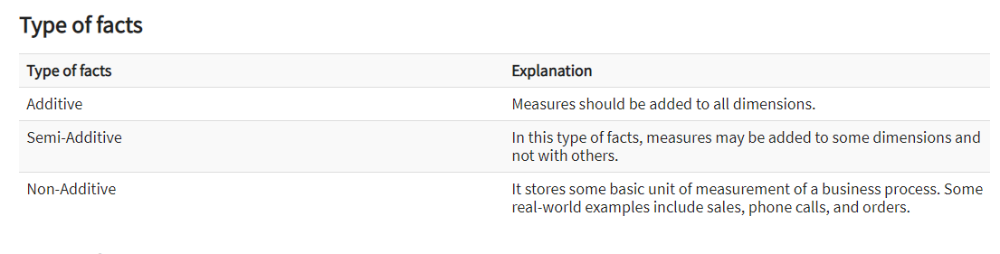 Type of facts
Type of facts Explanation
Additive Measures should be added to all dimensions.
Semi-Additive In this type of facts, measures may be added to some dimensions and
not with others.
Non-Additive It stores some basic unit of measurement of a business process. Some
real-world examples include sales, phone calls, and orders.